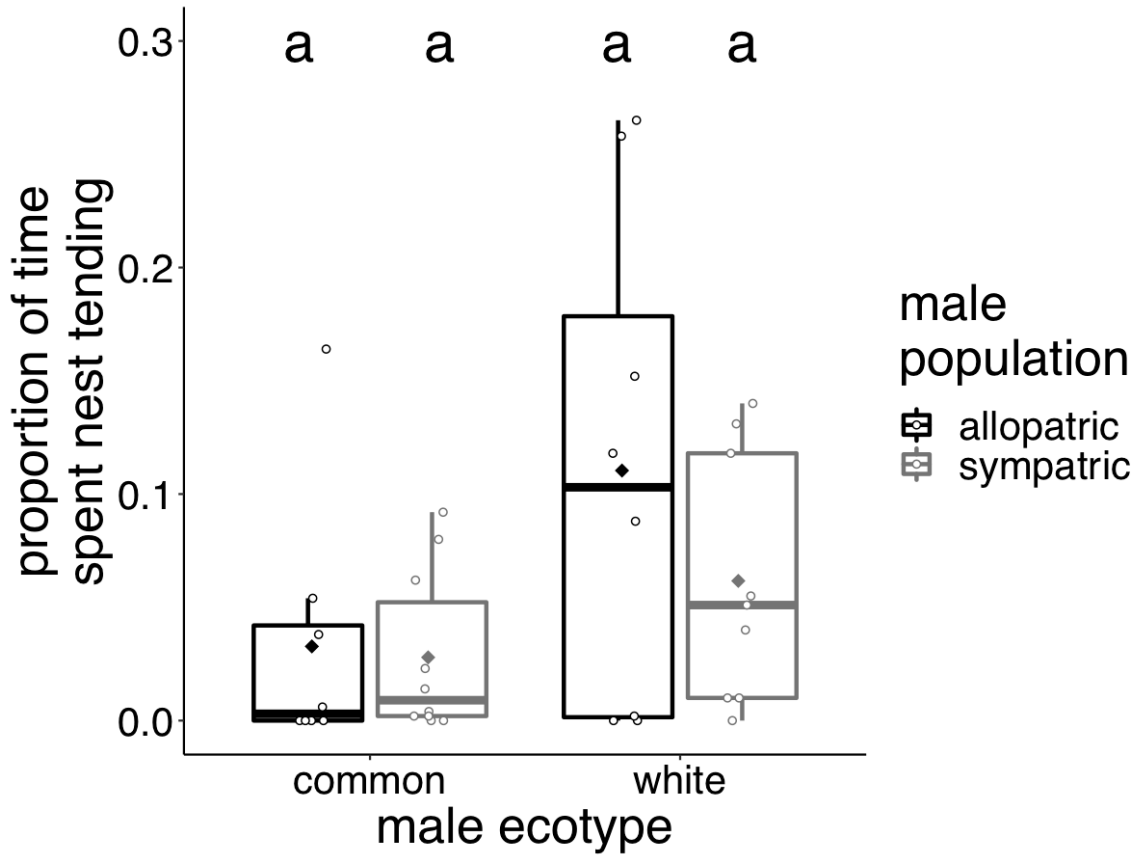 a a a a
0.3
0.2
0.1
0.0
proportion of time
spent nest tending
common white
male ecotype
male
population
allopatric
sympatric